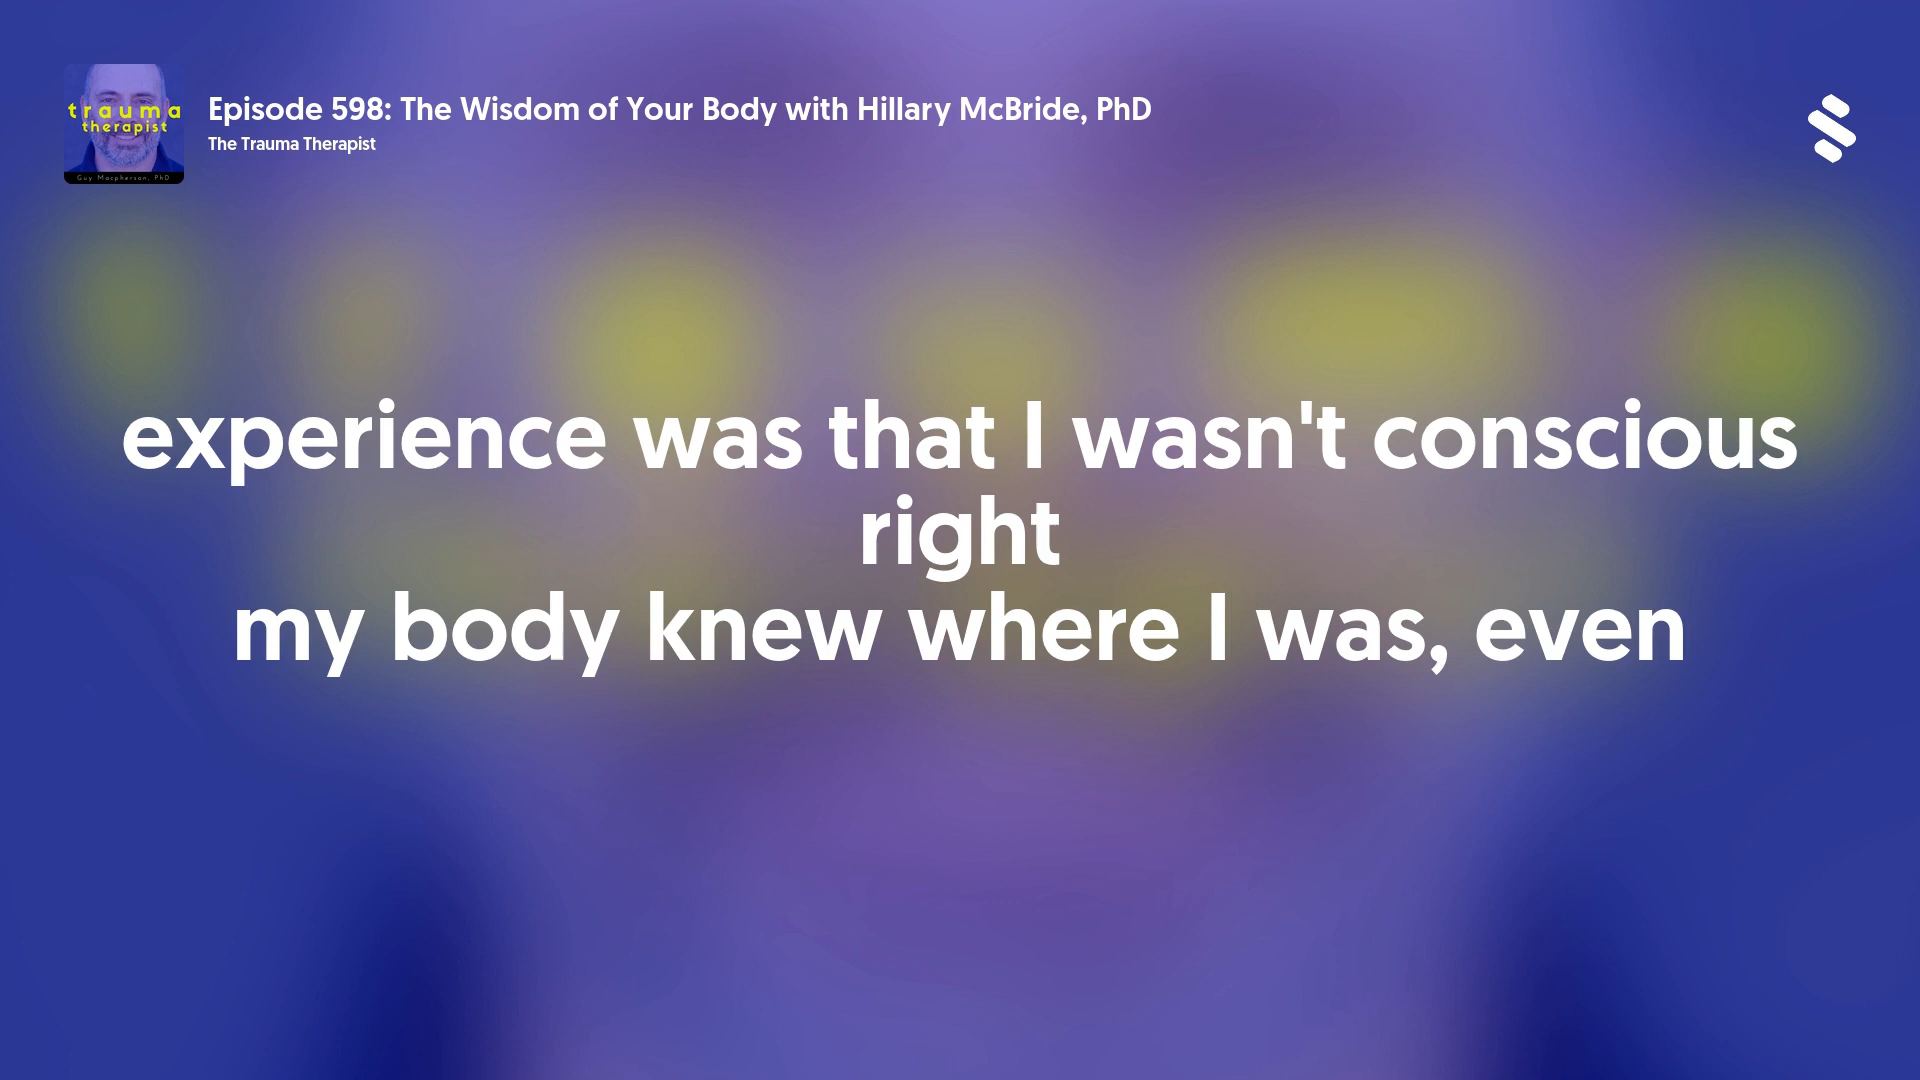 trauma
therapist
Guy Macpherson, PhD
Episode 598: The Wisdom of Your Body with Hillary McBride, PhD
The Trauma Therapist
experience was that I wasn't conscious
right
my body knew where I was, even